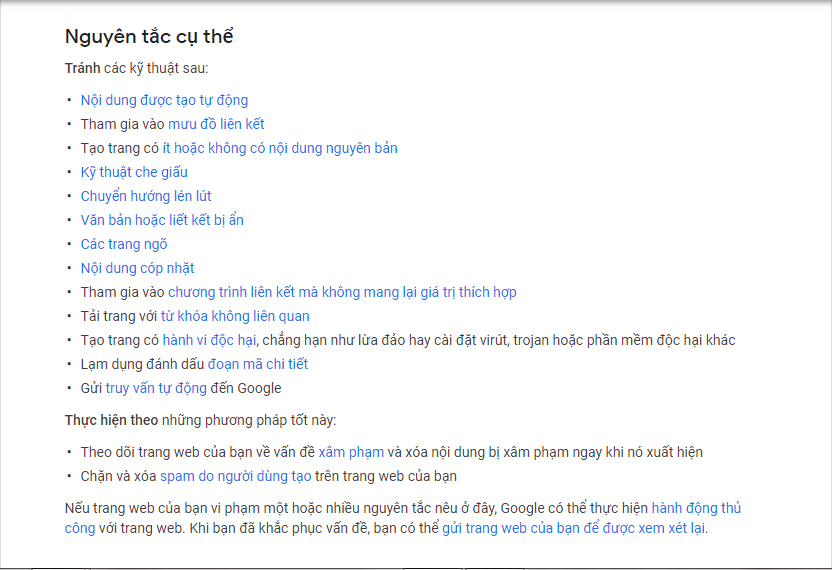 Nguyên tắc cụ thể
Tránh các kỹ thuật sau:
• Nội dung được tạo tự động
• Tham gia vào mưu đồ liên kết
• Tạo trang có ít hoặc không có nội dung nguyên bản
• Kỹ thuật che giấu
• Chuyển hướng lén lút
• Văn bản hoặc liết kết bị ẩn
• Các trang ngõ
• Nội dung cóp nhặt
• Tham gia vào chương trình liên kết mà không mang lại giá trị thích hợp
• Tải trang với từ khóa không liên quan
• Tạo trang có hành vi độc hại, chẳng hạn như lừa đảo hay cài đặt virút, trojan hoặc phần mềm độc hại khác
• Lạm dụng đánh dấu đoạn mã chi tiết
• Gửi truy vấn tự động đến Google
Thực hiện theo những phương pháp tốt này:
• Theo dõi trang web của bạn về vấn đề xâm phạm và xóa nội dung bị xâm phạm ngay khi nó xuất hiện
• Chặn và xóa spam do người dùng tạo trên trang web của bạn
Nếu trang web của bạn vi phạm một hoặc nhiều nguyên tắc nêu ở đây, Google có thể thực hiện hành động thủ
công với trang web. Khi bạn đã khắc phục vấn đề, bạn có thể gửi trang web của bạn để được xem xét lại.